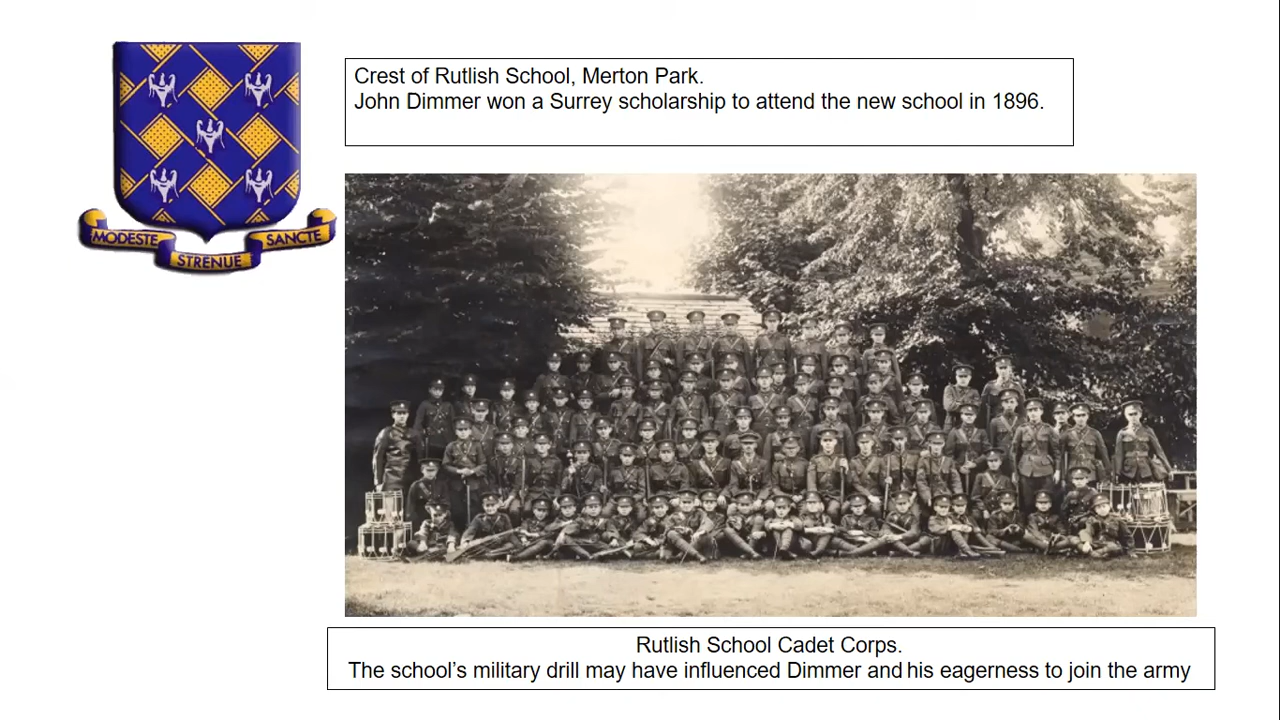 Crest of Rutlish School, Merton Park.
John Dimmer won a Surrey scholarship to attend the new school in 1896.
MODESTE STRENUE SANCTE
Rutlish School Cadet Corps.
The school's military drill may have influenced Dimmer and his eagerness to join the army